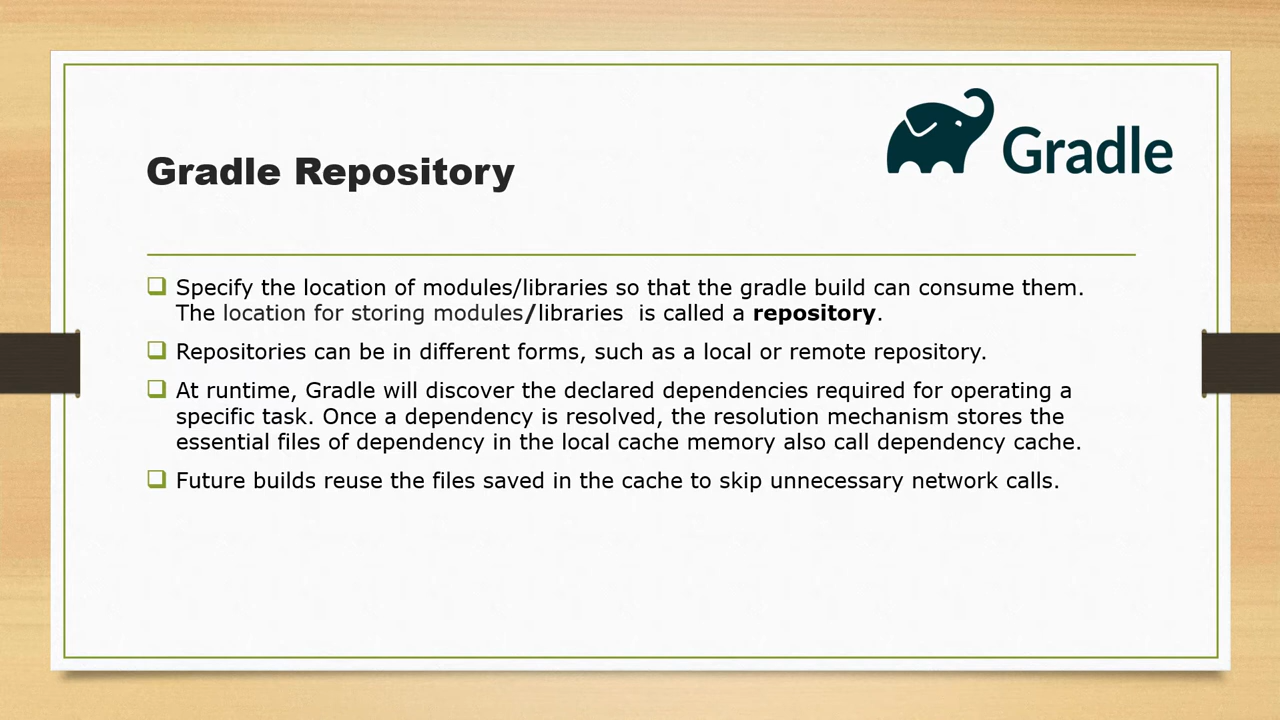 Gradle
Gradle Repository
Specify the location of modules/libraries so that the gradle build can consume them.
The location for storing modules/libraries  is called a repository.
Repositories can be in different forms, such as a local or remote repository.
At runtime, Gradle will discover the declared dependencies required for operating a
specific task. Once a dependency is resolved, the resolution mechanism stores the
essential files of dependency in the local cache memory also call dependency cache.
Future builds reuse the files saved in the cache to skip unnecessary network calls.